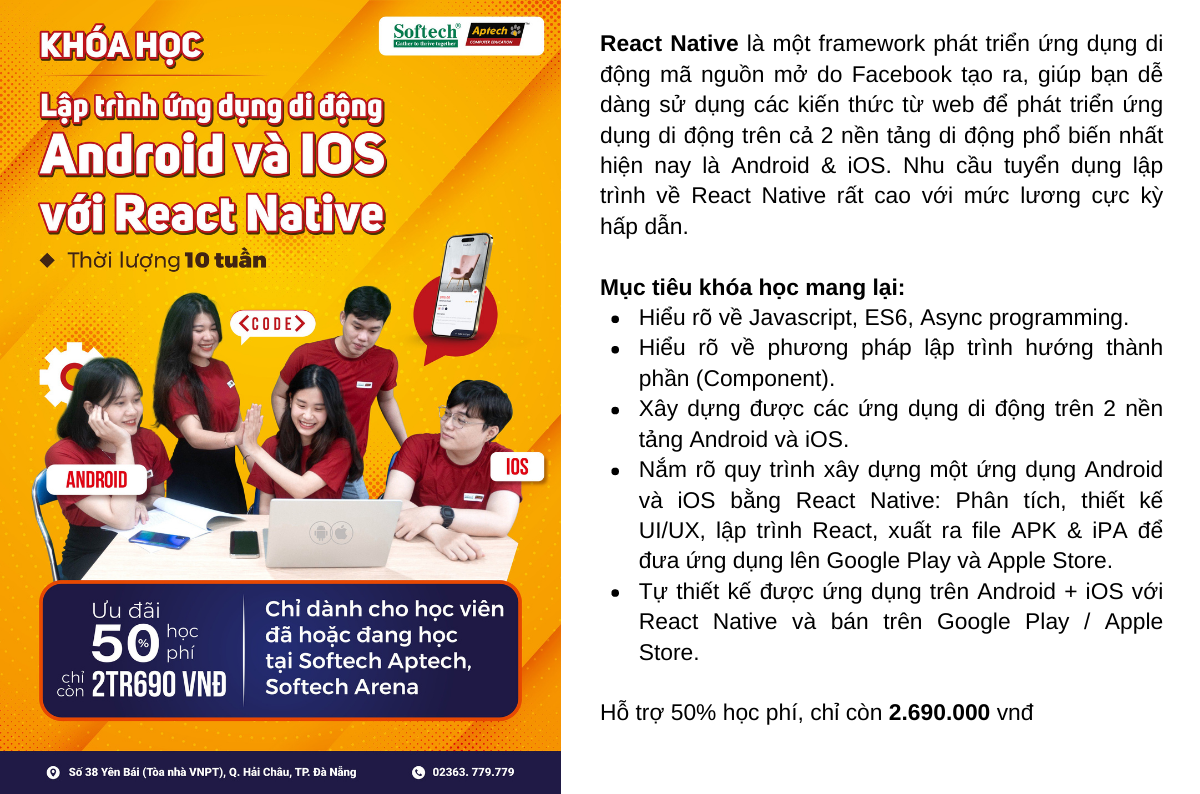 KHÓA HỌC
Softech®
Gather to thrive together
Aptech
COMPUTER EDUCATION
Lập trình ứng dụng di động
Android và IOS
với React Native
Thời lượng 10 tuần
<CODE>
ANDROID
IOS
Ưu đãi
50% học phí
chỉ còn 2TR690 VNĐ
Chỉ dành cho học viên
đã hoặc đang học
tại Softech Aptech,
Softech Arena
Số 38 Yên Bái (Tòa nhà VNPT), Q. Hải Châu, TP. Đà Nẵng
02363. 779.779
React Native là một framework phát triển ứng dụng di
động mã nguồn mở do Facebook tạo ra, giúp bạn dễ
dàng sử dụng các kiến thức từ web để phát triển ứng
dụng di động trên cả 2 nền tảng di động phổ biến nhất
hiện nay là Android & iOS. Nhu cầu tuyển dụng lập
trình về React Native rất cao với mức lương cực kỳ
hấp dẫn.
Mục tiêu khóa học mang lại:
• Hiểu rõ về Javascript, ES6, Async programming.
• Hiểu rõ về phương pháp lập trình hướng thành
phần (Component).
• Xây dựng được các ứng dụng di động trên 2 nền
tảng Android và iOS.
• Nắm rõ quy trình xây dựng một ứng dụng Android
và iOS bằng React Native: Phân tích, thiết kế
UI/UX, lập trình React, xuất ra file APK & iPA để
đưa ứng dụng lên Google Play và Apple Store.
• Tự thiết kế được ứng dụng trên Android + iOS với
React Native và bán trên Google Play / Apple
Store.
Hỗ trợ 50% học phí, chỉ còn 2.690.000 vnđ